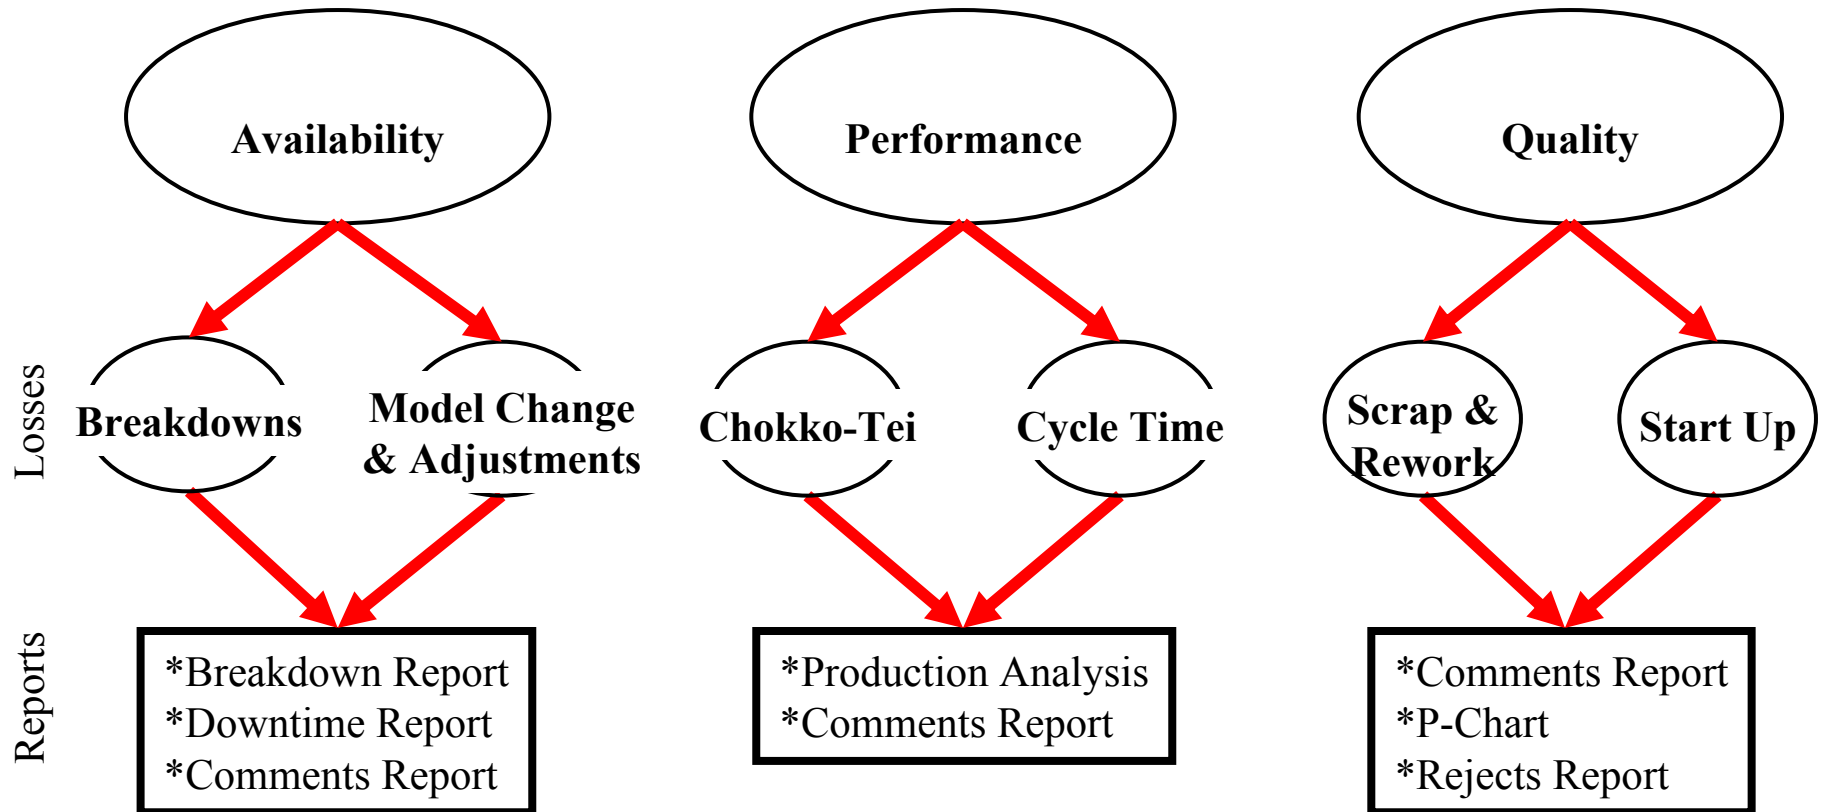 Availability
Performance
Quality
Losses
Breakdowns
Model Change
& Adjustments
Chokko-Tei
Cycle Time
Scrap &
Rework
Start Up
Reports
*Breakdown Report
*Downtime Report
*Comments Report
*Production Analysis
*Comments Report
*Comments Report
*P-Chart
*Rejects Report